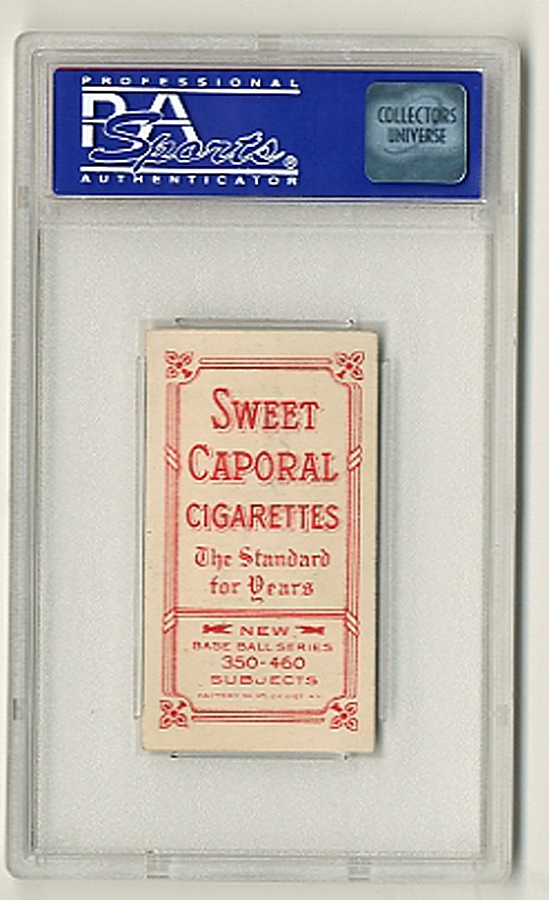 PROFESSIONAL
PSA
Sports®
AUTHENTICATOR
COLLECTORS
UNIVERSE
SWEET
CAPORAL
CIGARETTES
The Standard
for Years
NEW
BASE BALL SERIES
350-460
SUBJECTS